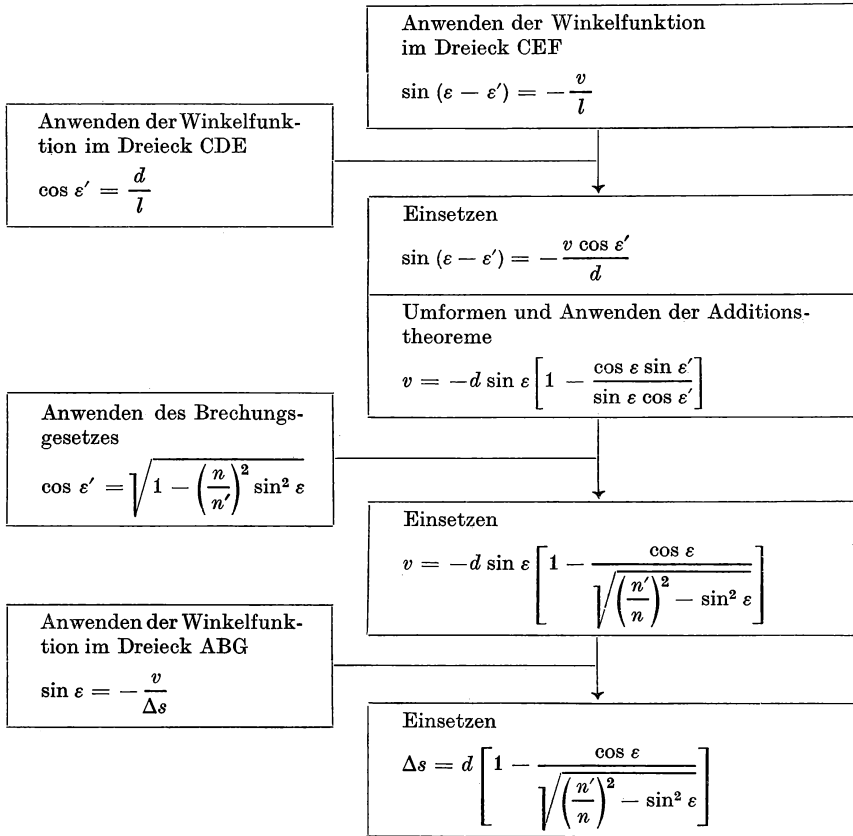 Anwenden der Winkelfunktion
im Dreieck CEF
sin (ε − ε′) = − v/l
Anwenden der Winkelfunk-
tion im Dreieck CDE
cos ε′ = d/l
Einsetzen
sin (ε − ε′) = − (v cos ε′)/d
Umformen und Anwenden der Additions-
theoreme
v = −d sin ε [1 − (cos ε sin ε′)/(sin ε cos ε′)]
Anwenden des Brechungs-
gesetzes
cos ε′ = √(1 − (n/n′)² sin² ε)
Einsetzen
v = −d sin ε [1 − cos ε/√((n′/n)² − sin² ε)]
Anwenden der Winkelfunk-
tion im Dreieck ABG
sin ε = − v/Δs
Einsetzen
Δs = d [1 − cos ε/√((n′/n)² − sin² ε)]